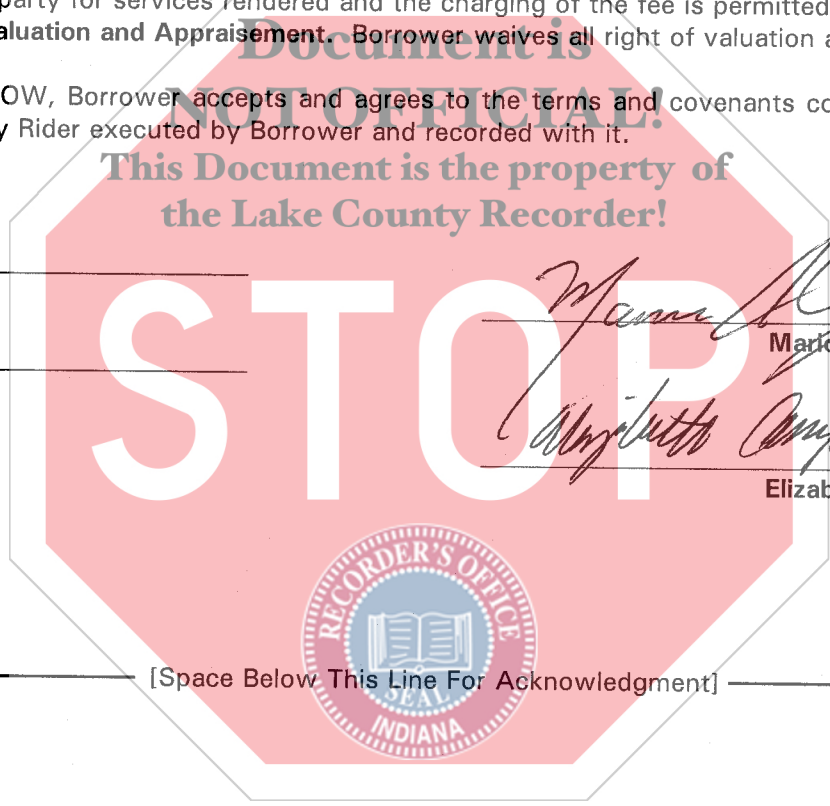 party for services rendered and the charging of the fee is permitted
aluation and Appraisement. Borrower waives all right of valuation a
Document is
OW, Borrower accepts and agrees to the terms and covenants co
NOT OFFICIAL!
y Rider executed by Borrower and recorded with it.
This Document is the property of
the Lake County Recorder!
STOP
Mario
Elizab
RECORDER'S OFFICE
[Space Below This Line For Acknowledgment]
SEAL
INDIANA